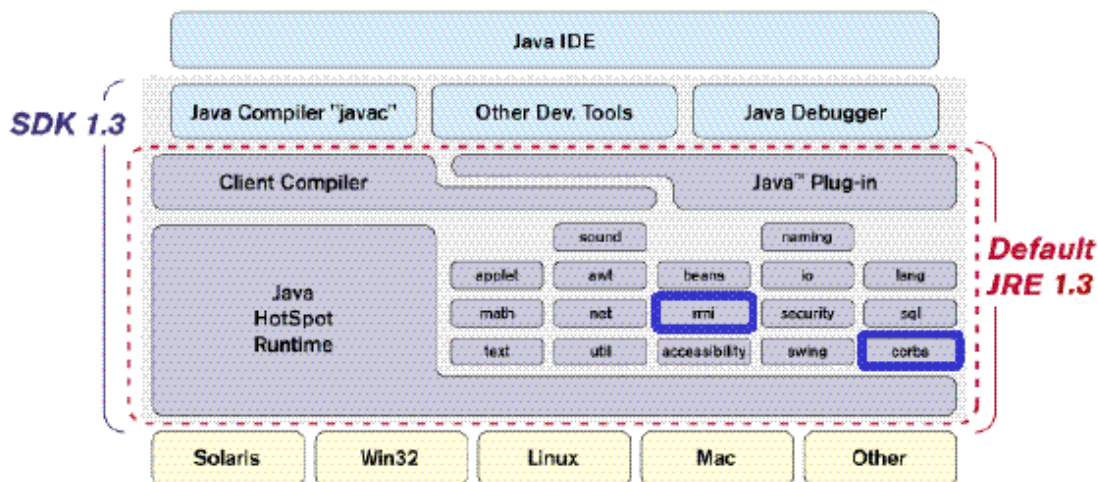 Java IDE
SDK 1.3
Java Compiler "javac"
Other Dev. Tools
Java Debugger
Client Compiler
Java™ Plug-in
sound
naming
applet
awt
beans
io
lang
Default
JRE 1.3
Java
HotSpot
Runtime
math
net
rmi
security
sql
text
util
accessibility
swing
corba
Solaris
Win32
Linux
Mac
Other